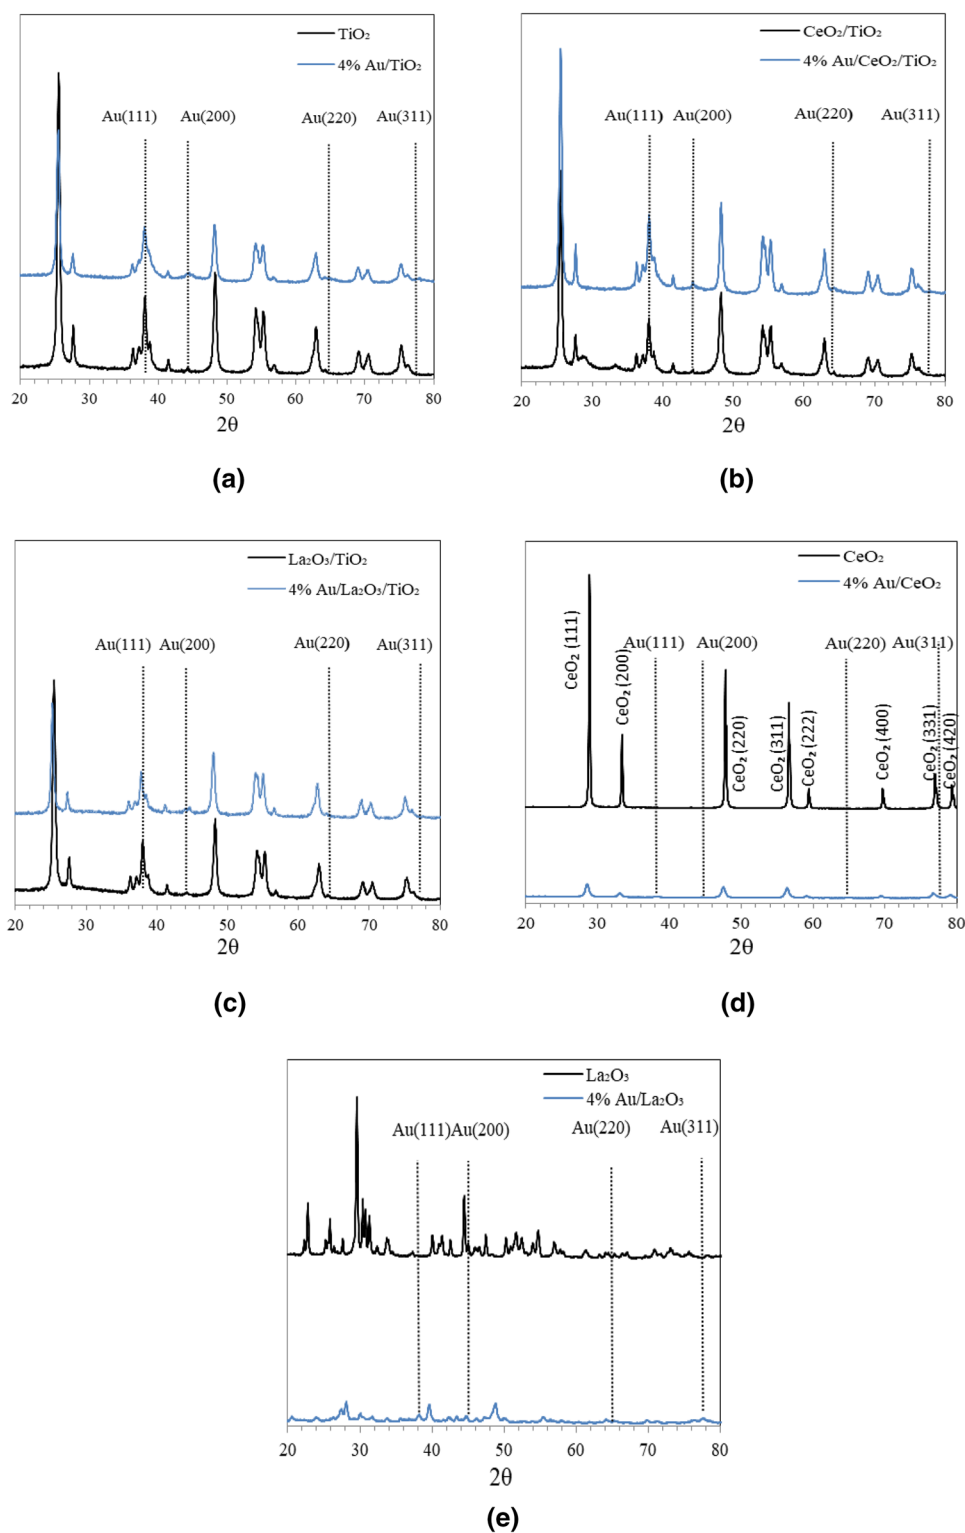 TiO₂
4% Au/TiO₂
Au(111) Au(200) Au(220) Au(311)
20 30 40 50 60 70 80
2θ
(a)
CeO₂/TiO₂
4% Au/CeO₂/TiO₂
Au(111) Au(200) Au(220) Au(311)
20 30 40 50 60 70 80
2θ
(b)
La₂O₃/TiO₂
4% Au/La₂O₃/TiO₂
Au(111) Au(200) Au(220) Au(311)
20 30 40 50 60 70 80
2θ
(c)
CeO₂
4% Au/CeO₂
Au(111) Au(200) Au(220) Au(311)
CeO₂ (111)
CeO₂ (200)
CeO₂ (220)
CeO₂ (311)
CeO₂ (222)
CeO₂ (400)
CeO₂ (331)
CeO₂ (420)
20 30 40 50 60 70 80
2θ
(d)
La₂O₃
4% Au/La₂O₃
Au(111) Au(200) Au(220) Au(311)
20 30 40 50 60 70 80
2θ
(e)